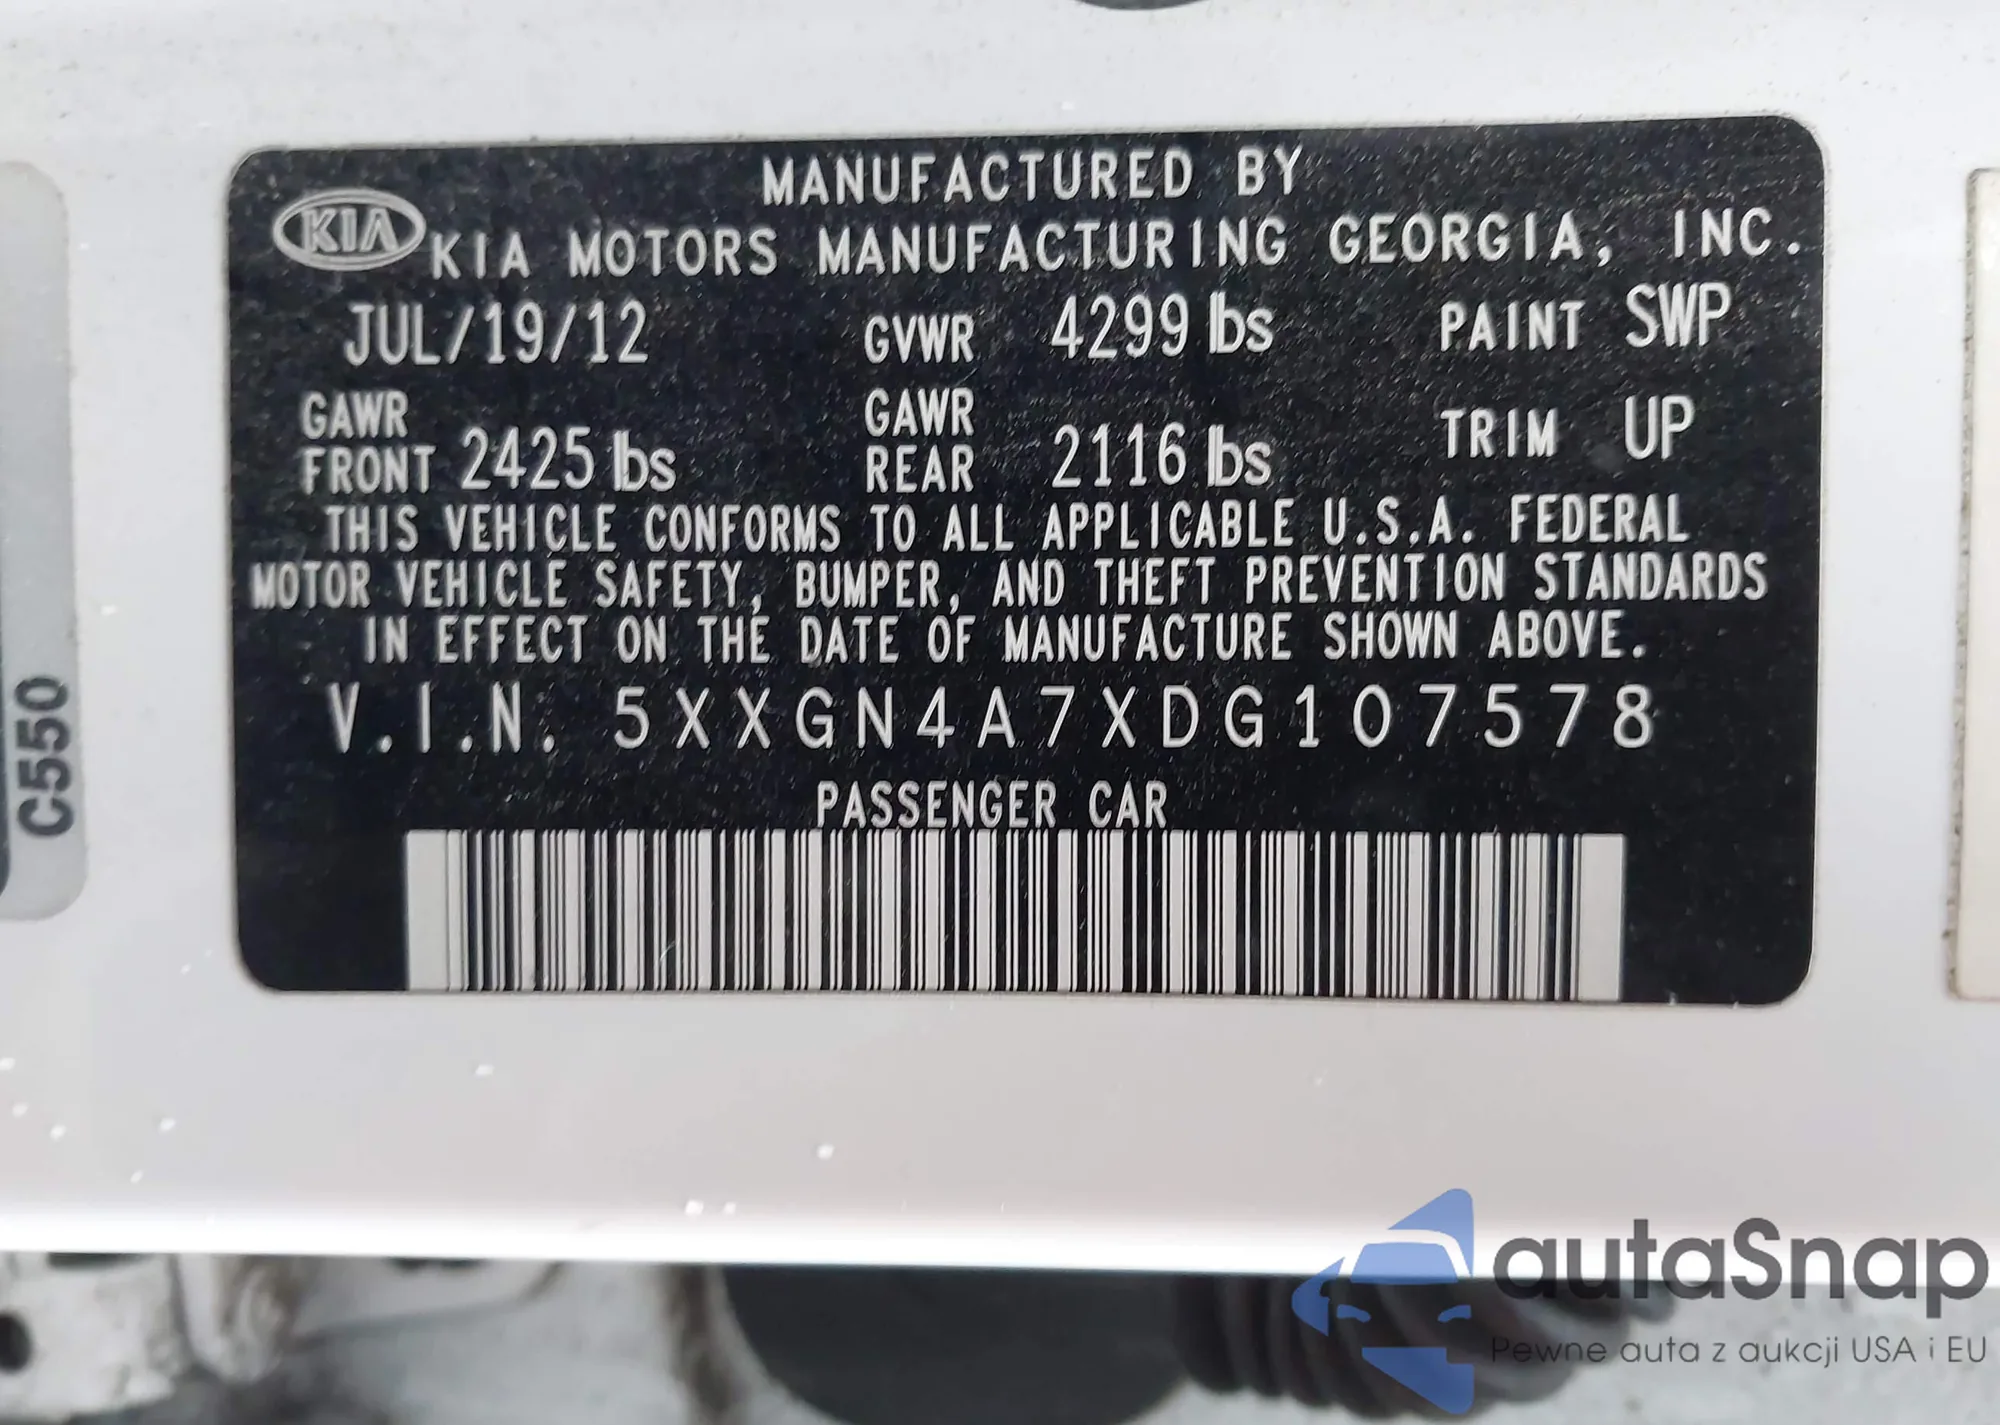 MANUFACTURED BY
KIA KIA MOTORS MANUFACTURING GEORGIA, INC.
JUL/19/12 GVWR 4299 lbs PAINT SWP
GAWR FRONT 2425 lbs GAWR REAR 2116 lbs TRIM UP
THIS VEHICLE CONFORMS TO ALL APPLICABLE U.S.A. FEDERAL
MOTOR VEHICLE SAFETY, BUMPER, AND THEFT PREVENTION STANDARDS
IN EFFECT ON THE DATE OF MANUFACTURE SHOWN ABOVE.
V.I.N. 5XXGN4A7XDG107578
PASSENGER CAR
C550
autaSnap
Pewne auta z aukcji USA i EU